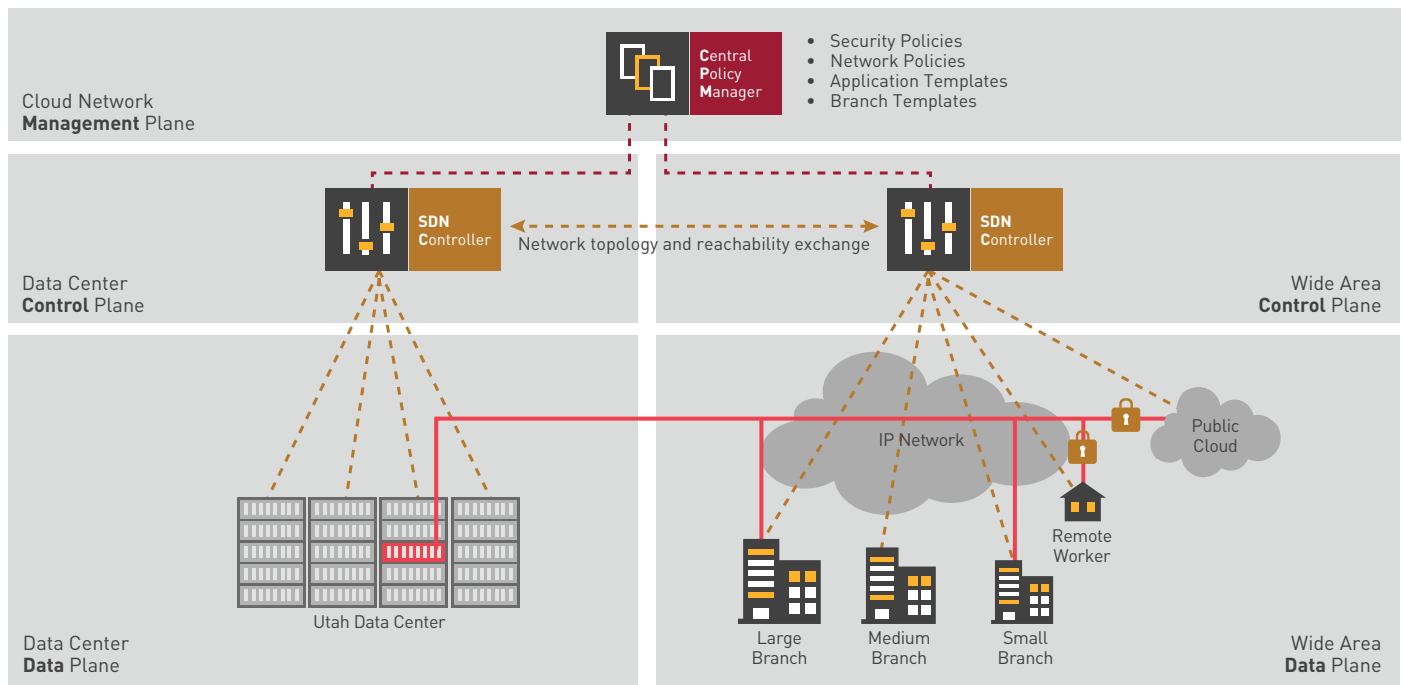 Central
Policy
Manager
• Security Policies
• Network Policies
• Application Templates
• Branch Templates
Cloud Network
Management Plane
SDN
Controller
Network topology and reachability exchange
SDN
Controller
Data Center
Control Plane
Wide Area
Control Plane
IP Network
Public
Cloud
Remote
Worker
Utah Data Center
Large
Branch
Medium
Branch
Small
Branch
Data Center
Data Plane
Wide Area
Data Plane